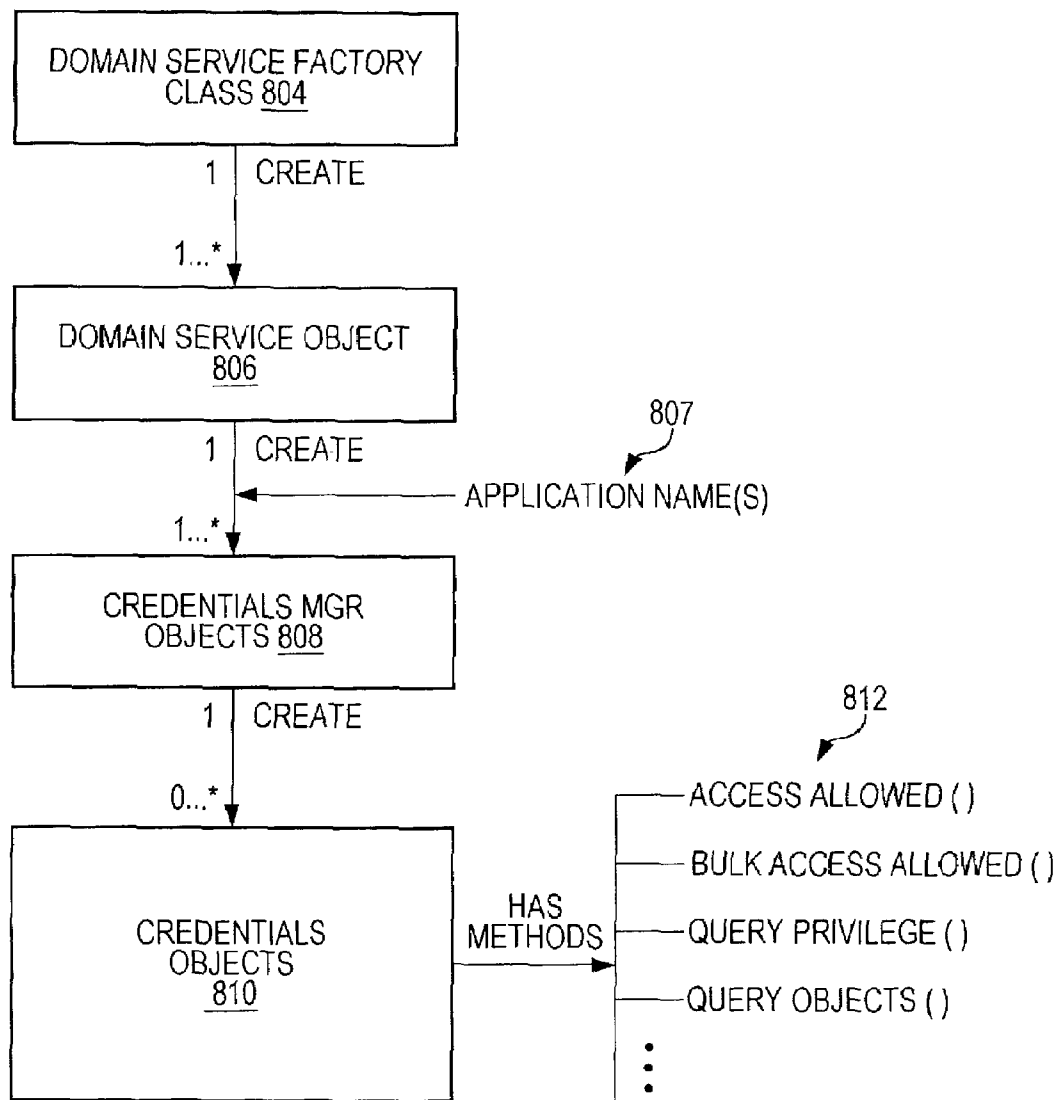 DOMAIN SERVICE FACTORY
CLASS 804
1 CREATE
1...*
DOMAIN SERVICE OBJECT
806
1 CREATE
807
APPLICATION NAME(S)
1...*
CREDENTIALS MGR
OBJECTS 808
1 CREATE
812
0...*
ACCESS ALLOWED ( )
BULK ACCESS ALLOWED ( )
HAS
METHODS
CREDENTIALS
OBJECTS
810
QUERY PRIVILEGE ( )
QUERY OBJECTS ( )